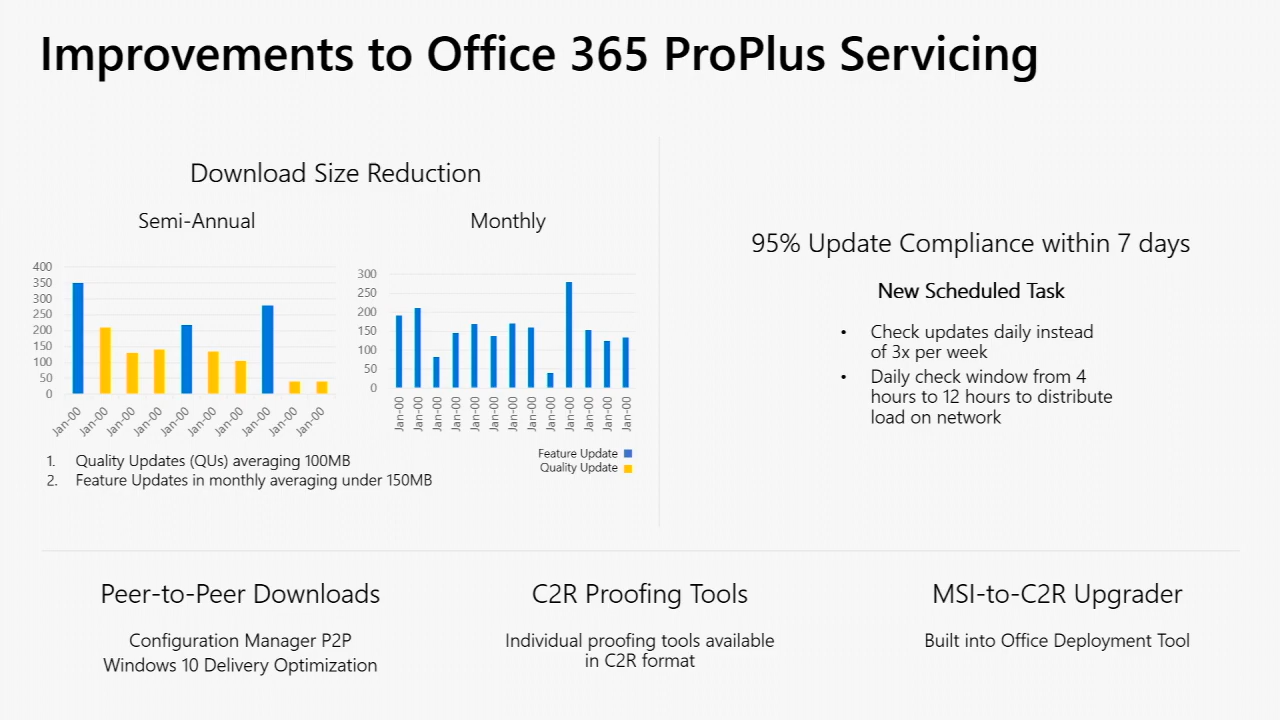 Improvements to Office 365 ProPlus Servicing
Download Size Reduction
Semi-Annual
400
350
300
250
200
150
100
50
0
Jan-00
Jan-00
Jan-00
Jan-00
Jan-00
Jan-00
Jan-00
Jan-00
Jan-00
Jan-00
Monthly
300
250
200
150
100
50
0
Jan-00
Jan-00
Jan-00
Jan-00
Jan-00
Jan-00
Jan-00
Jan-00
Jan-00
Jan-00
Jan-00
Jan-00
Jan-00
Feature Update
Quality Update
1. Quality Updates (QUs) averaging 100MB
2. Feature Updates in monthly averaging under 150MB
95% Update Compliance within 7 days
New Scheduled Task
• Check updates daily instead
of 3x per week
• Daily check window from 4
hours to 12 hours to distribute
load on network
Peer-to-Peer Downloads
Configuration Manager P2P
Windows 10 Delivery Optimization
C2R Proofing Tools
Individual proofing tools available
in C2R format
MSI-to-C2R Upgrader
Built into Office Deployment Tool